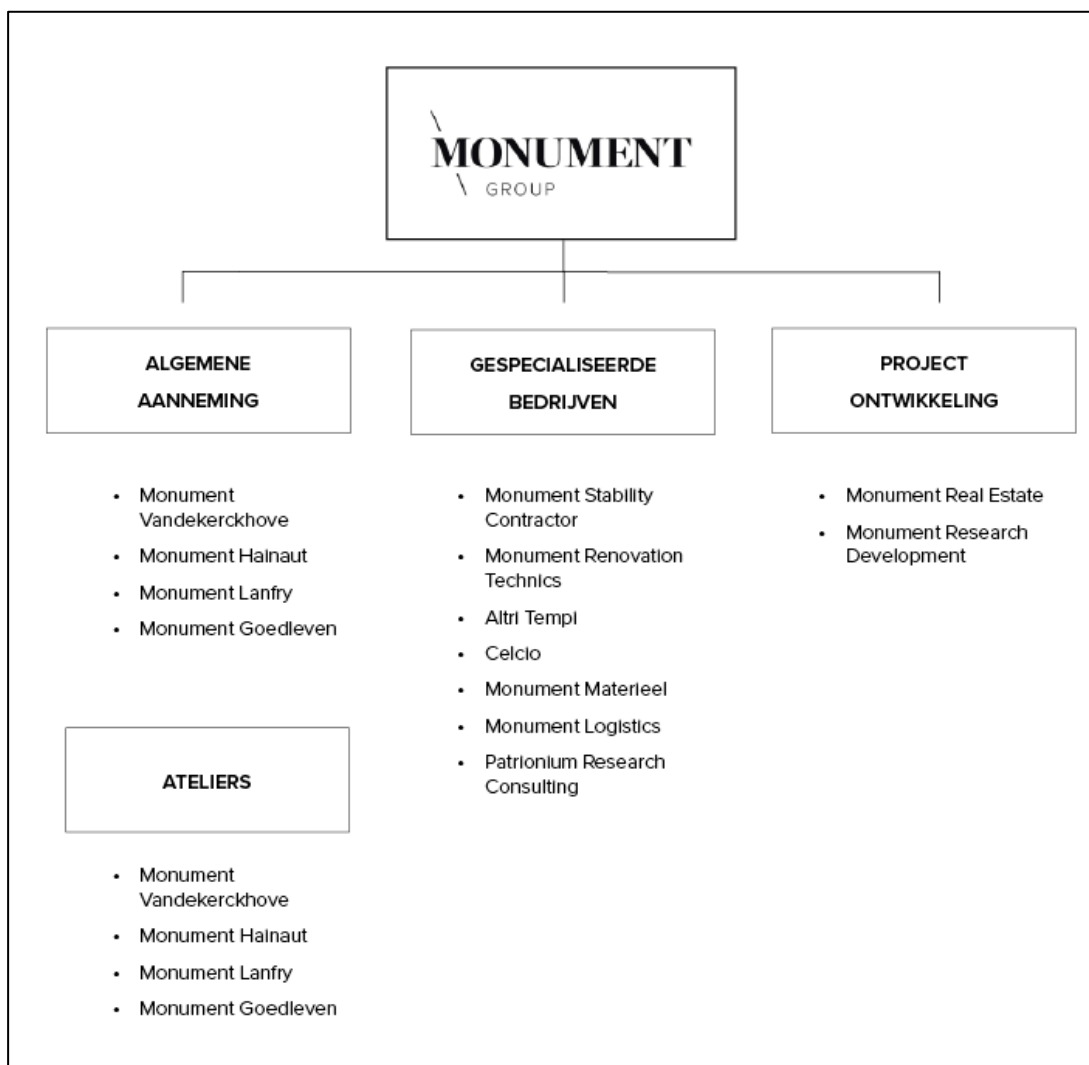 MONUMENT
GROUP
ALGEMENE
AANNEMING
• Monument
Vandekerckhove
• Monument Hainaut
• Monument Lanfry
• Monument Goedleven
ATELIERS
• Monument
Vandekerckhove
• Monument Hainaut
• Monument Lanfry
• Monument Goedleven
GESPECIALISEERDE
BEDRIJVEN
• Monument Stability
Contractor
• Monument Renovation
Technics
• Altri Tempi
• Celcio
• Monument Materieel
• Monument Logistics
• Patrionium Research
Consulting
PROJECT
ONTWIKKELING
• Monument Real Estate
• Monument Research
Development